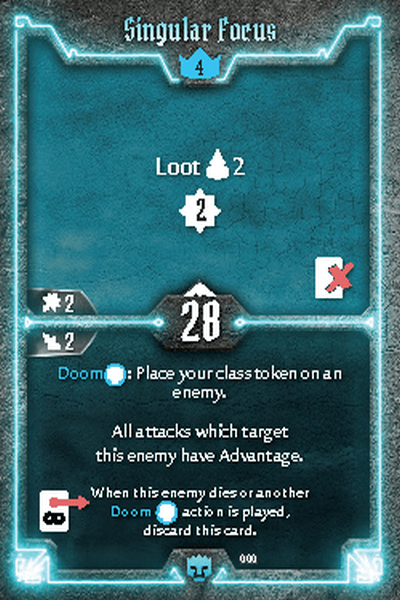 Singular Focus
4
Loot 2
2
2
28
2
Doom : Place your class token on an
enemy.
All attacks which target
this enemy have Advantage.
When this enemy dies or another
Doom action is played,
discard this card.
000